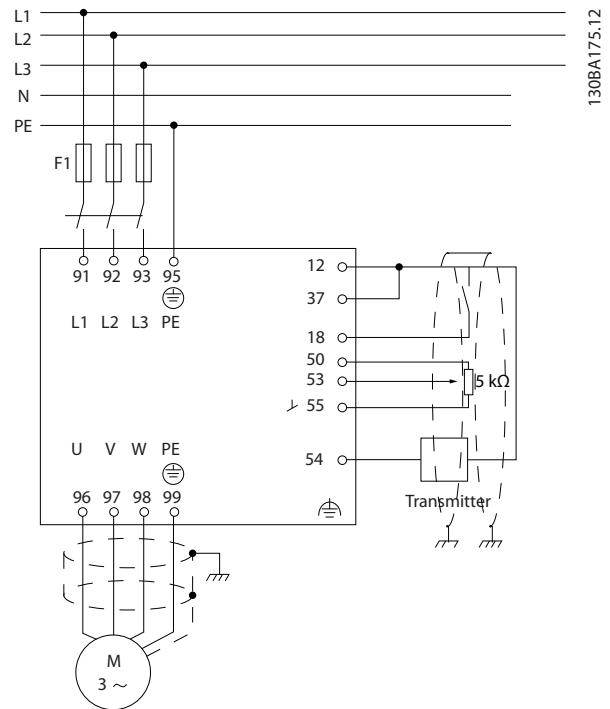 L1
L2
L3
N
PE
130BA175.12
F1
91 92 93 95
L1 L2 L3 PE
12
37
18
50
53
55
5 kΩ
54
Transmitter
U V W PE
96 97 98 99
M
3 ~